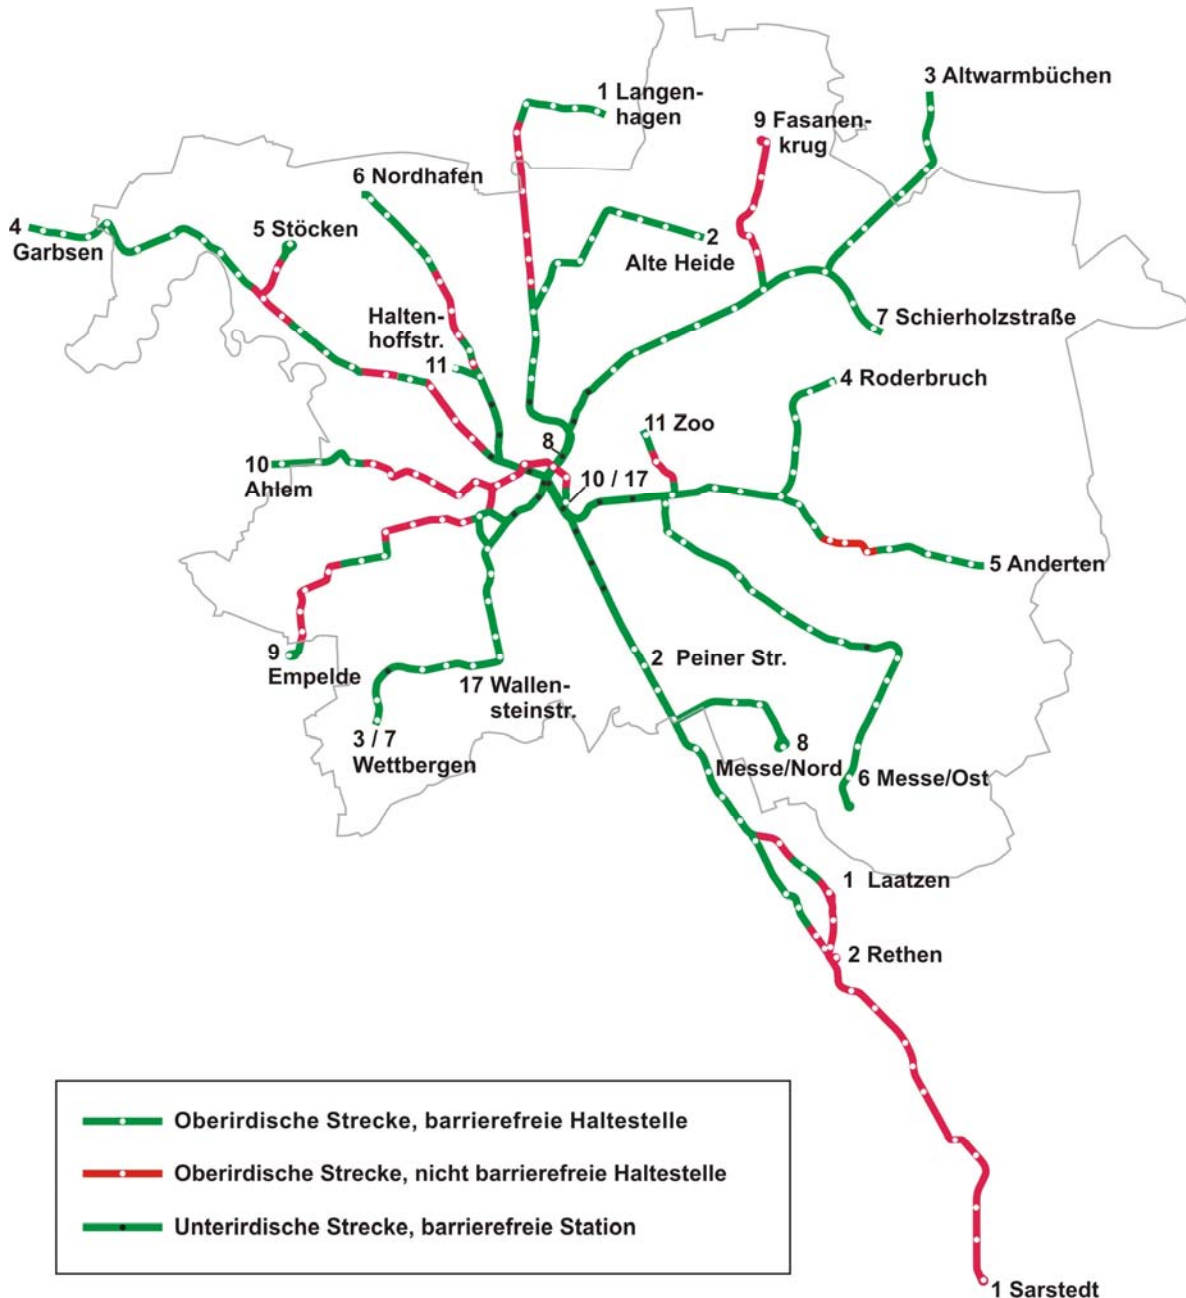 3 Altwarmbüchen
1 Langen-
hagen
9 Fasanen-
krug
6 Nordhafen
4
Garbsen
5 Stöcken
2
Alte Heide
7 Schierholzstraße
Halten-
hoffstr.
11
4 Roderbruch
11 Zoo
8
10
Ahlem
10 / 17
5 Anderten
9
Empelde
2 Peiner Str.
17 Wallen-
steinstr.
3 / 7
Wettbergen
8
Messe/Nord
6 Messe/Ost
1 Laatzen
2 Rethen
Oberirdische Strecke, barrierefreie Haltestelle
Oberirdische Strecke, nicht barrierefreie Haltestelle
Unterirdische Strecke, barrierefreie Station
1 Sarstedt